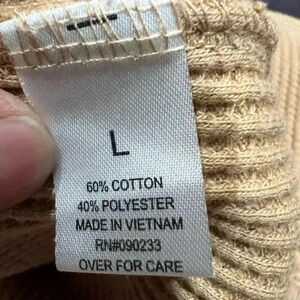 L
60% COTTON
40% POLYESTER
MADE IN VIETNAM
RN#090233
OVER FOR CARE